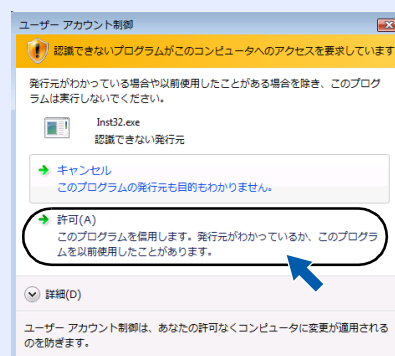 ユーザー アカウント制御
認識できないプログラムがこのコンピュータへのアクセスを要求しています
発行元がわかっている場合や以前使用したことがある場合を除き、このプログ
ラムは実行しないでください。
Inst32.exe
認識できない発行元
キャンセル
このプログラムの発行元も目的もわかりません。
許可(A)
このプログラムを信用します。発行元がわかっているか、このプログラ
ムを以前使用したことがあります。
詳細(D)
ユーザー アカウント制御は、あなたの許可なくコンピュータに変更が適用される
のを防ぎます。